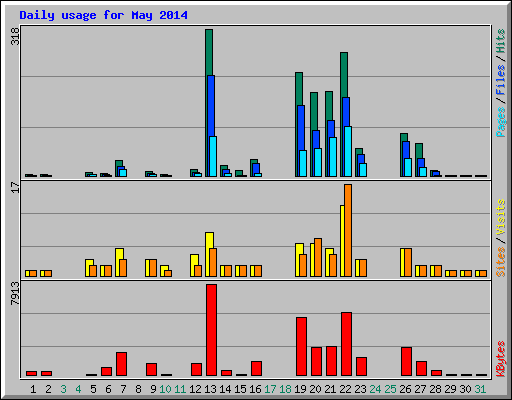 Daily usage for May 2014
318
Pages / Files / Hits
17
Sites / Visits
7913
KBytes
1 2 3 4 5 6 7 8 9 10 11 12 13 14 15 16 17 18 19 20 21 22 23 24 25 26 27 28 29 30 31